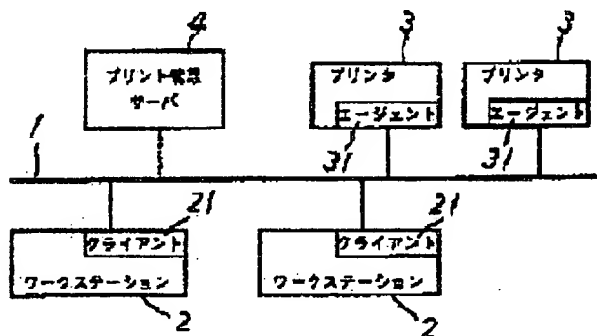 4
3
3
プリント管理
サーバ
プリンタ
プリンタ
エージェント
エージェント
1
31
31
21
21
クライアント
クライアント
ワークステーション
ワークステーション
2
2